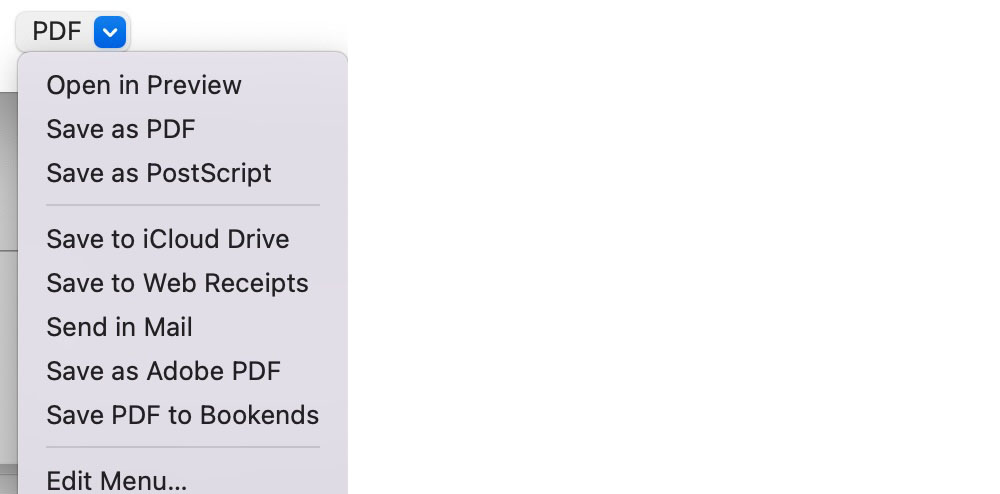 PDF
Open in Preview
Save as PDF
Save as PostScript
Save to iCloud Drive
Save to Web Receipts
Send in Mail
Save as Adobe PDF
Save PDF to Bookends
Edit Menu...